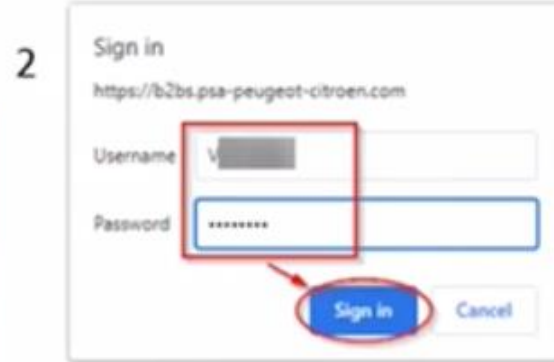 2
Sign in
https://b2bs.psa-peugeot-citroen.com
Username V
Password ••••••••
Sign in Cancel